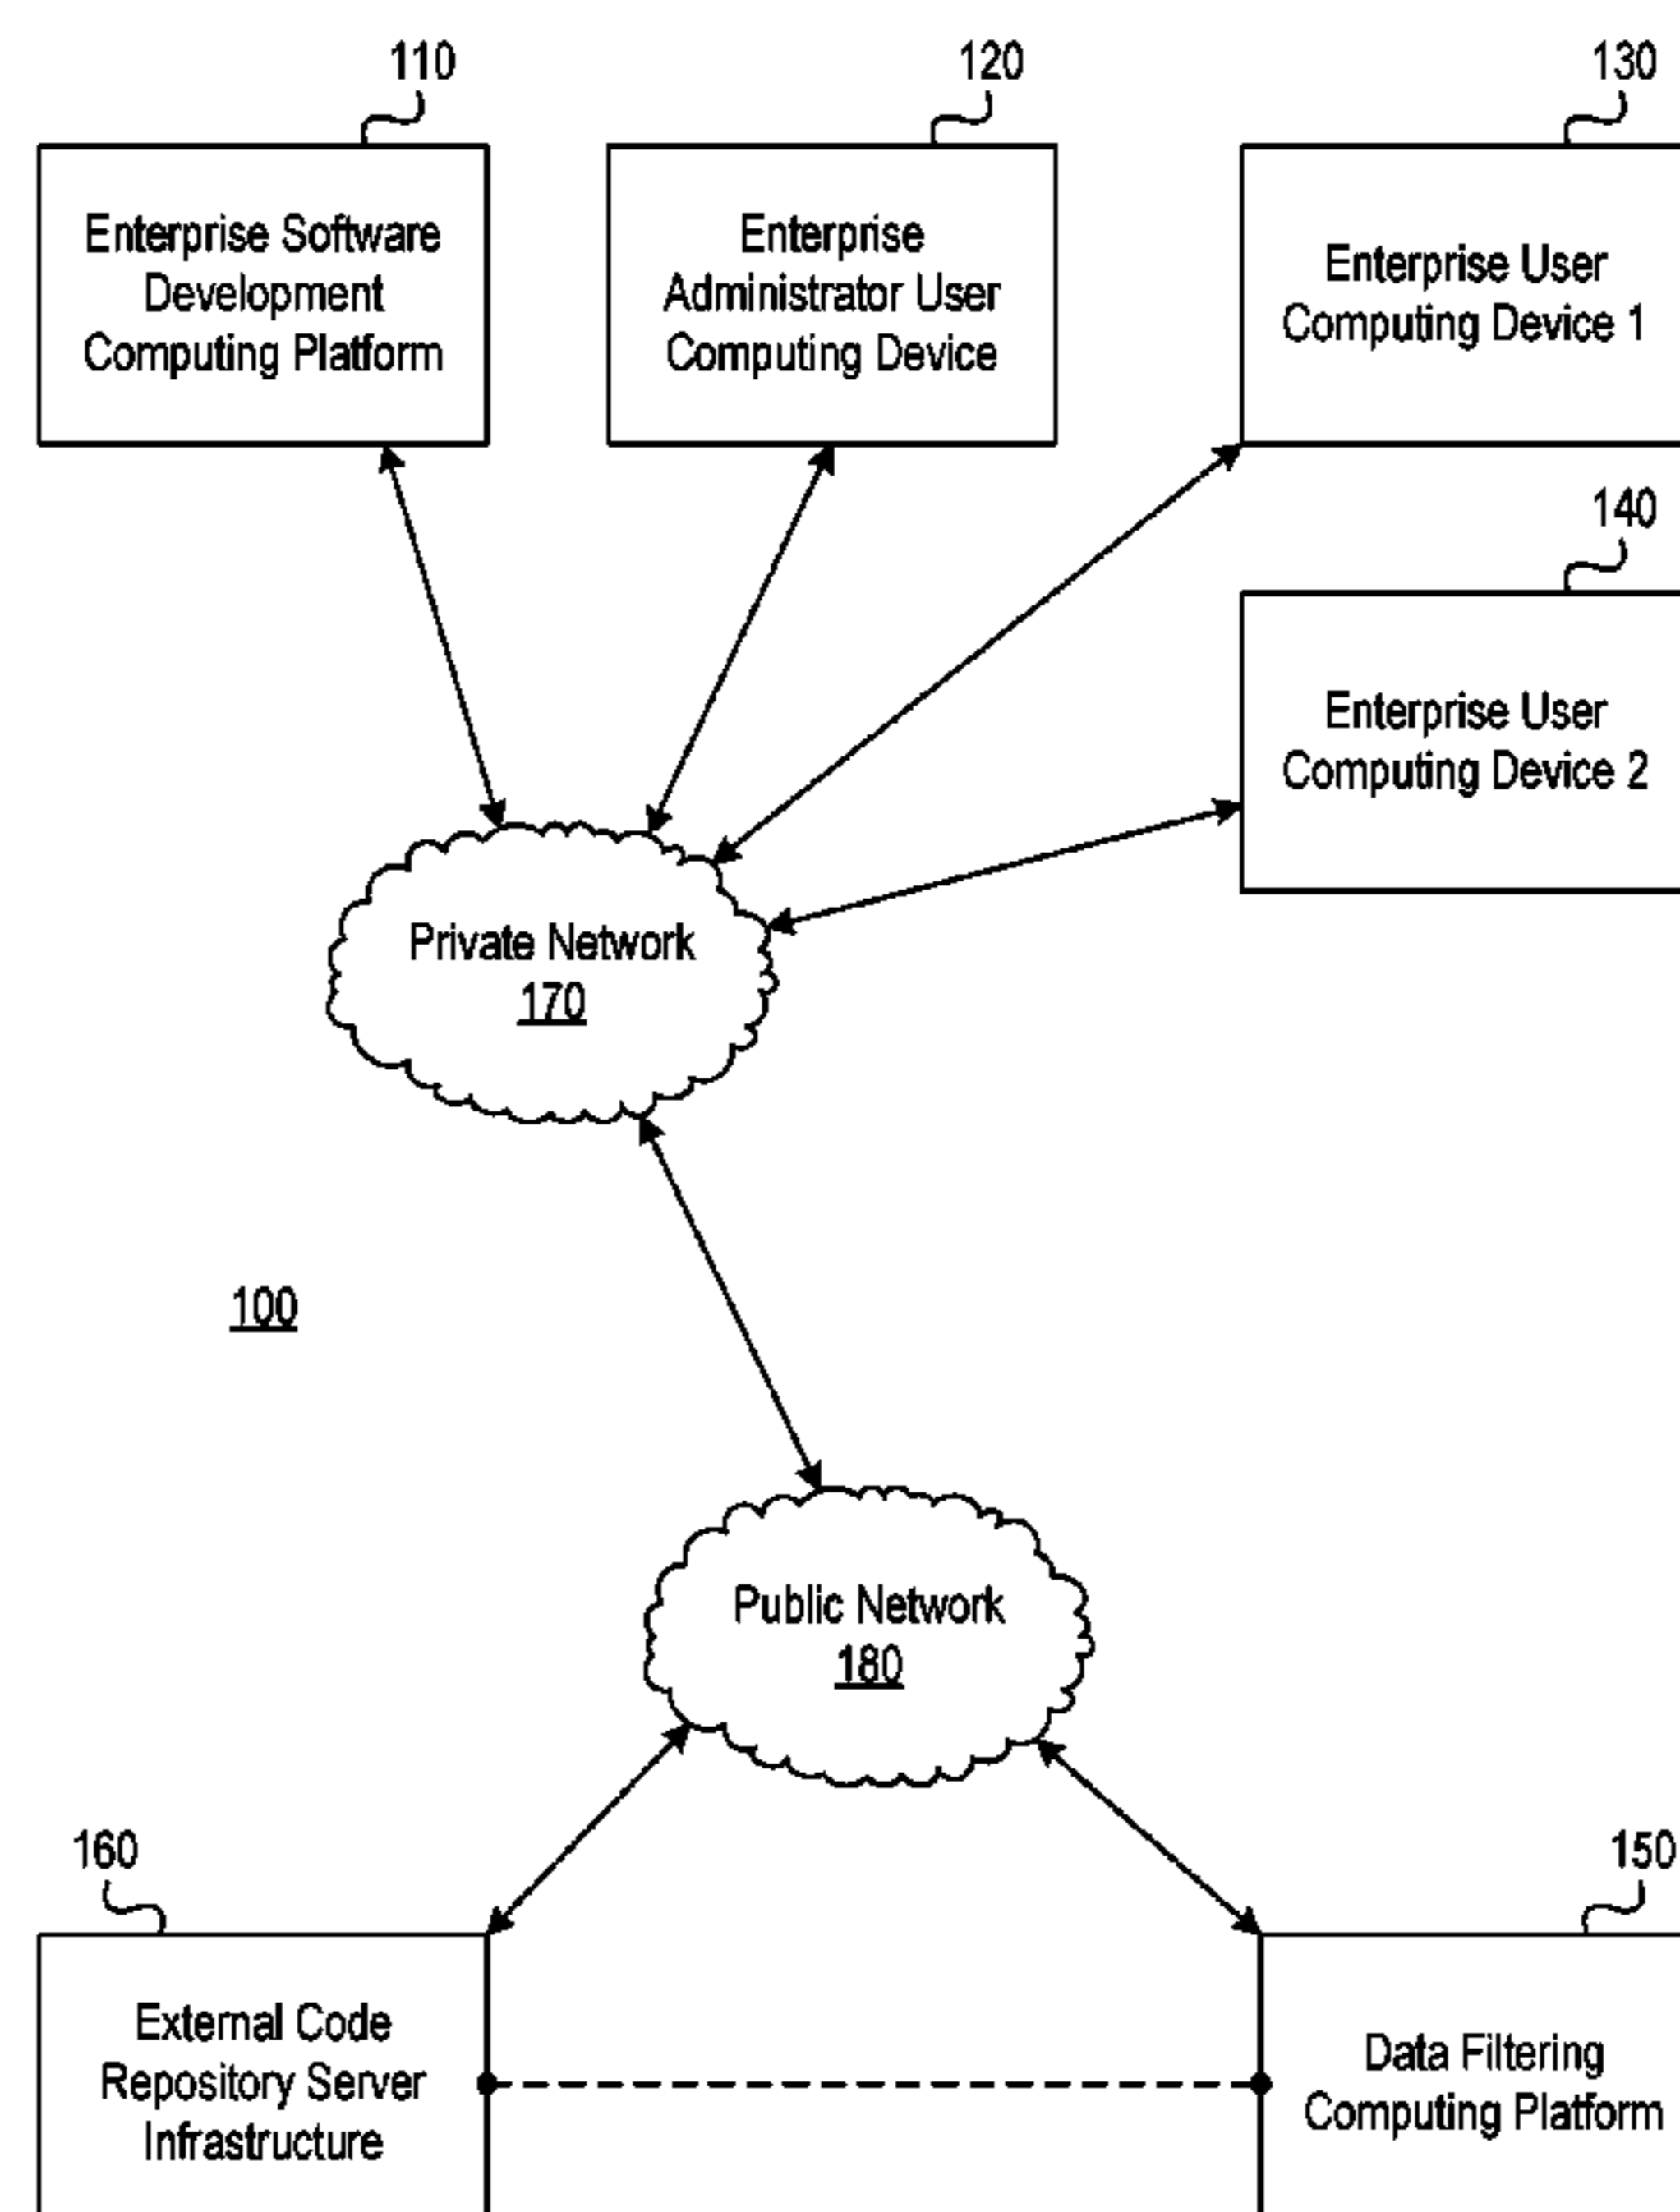 110
120
130
Enterprise Software
Development
Computing Platform
Enterprise
Administrator User
Computing Device
Enterprise User
Computing Device 1
140
Enterprise User
Computing Device 2
Private Network
170
100
Public Network
180
160
150
External Code
Repository Server
Infrastructure
Data Filtering
Computing Platform